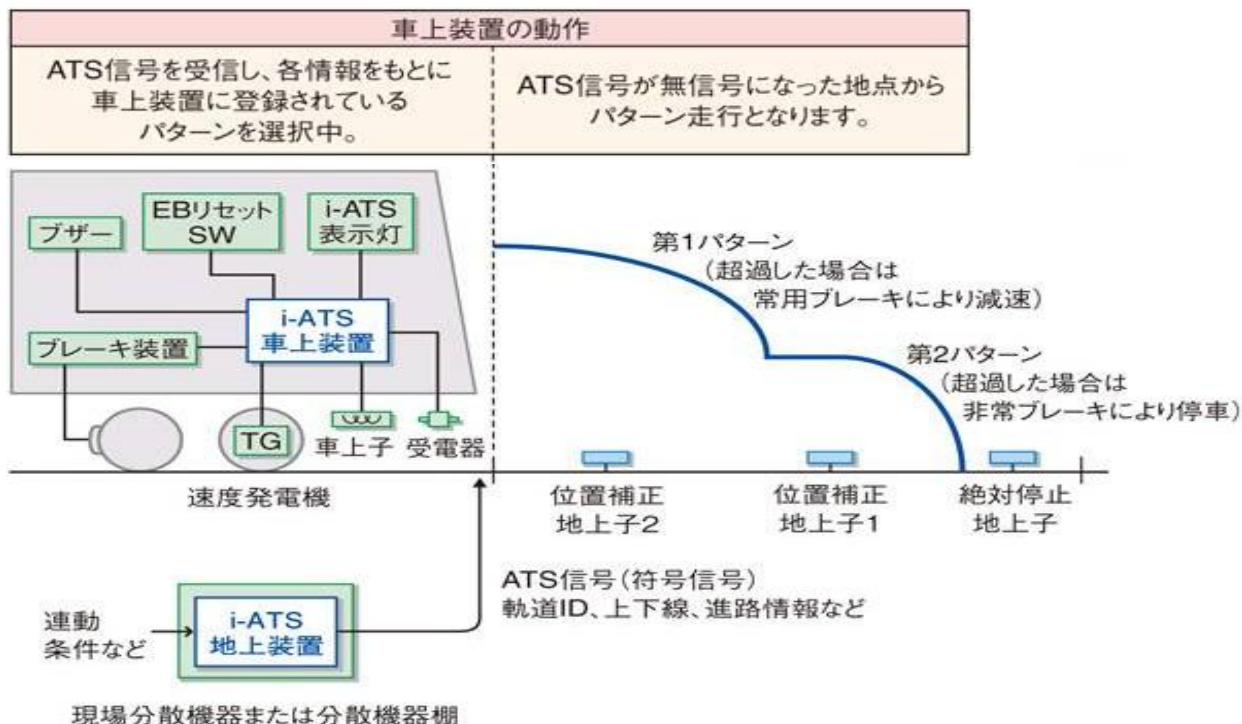 車上装置の動作
ATS信号を受信し、各情報をもとに
車上装置に登録されている
パターンを選択中。
ATS信号が無信号になった地点から
パターン走行となります。
ブザー
EBリセット
SW
i-ATS
表示灯
i-ATS
車上装置
ブレーキ装置
TG
車上子
受電器
速度発電機
第1パターン
(超過した場合は
常用ブレーキにより減速)
第2パターン
(超過した場合は
非常ブレーキにより停車)
位置補正
地上子2
位置補正
地上子1
絶対停止
地上子
ATS信号(符号信号)
軌道ID、上下線、進路情報など
連動
条件など
i-ATS
地上装置
現場分散機器または分散機器棚